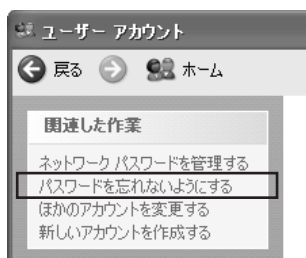 ユーザー アカウント
戻る ホーム
関連した作業
ネットワーク パスワードを管理する
パスワードを忘れないようにする
ほかのアカウントを変更する
新しいアカウントを作成する